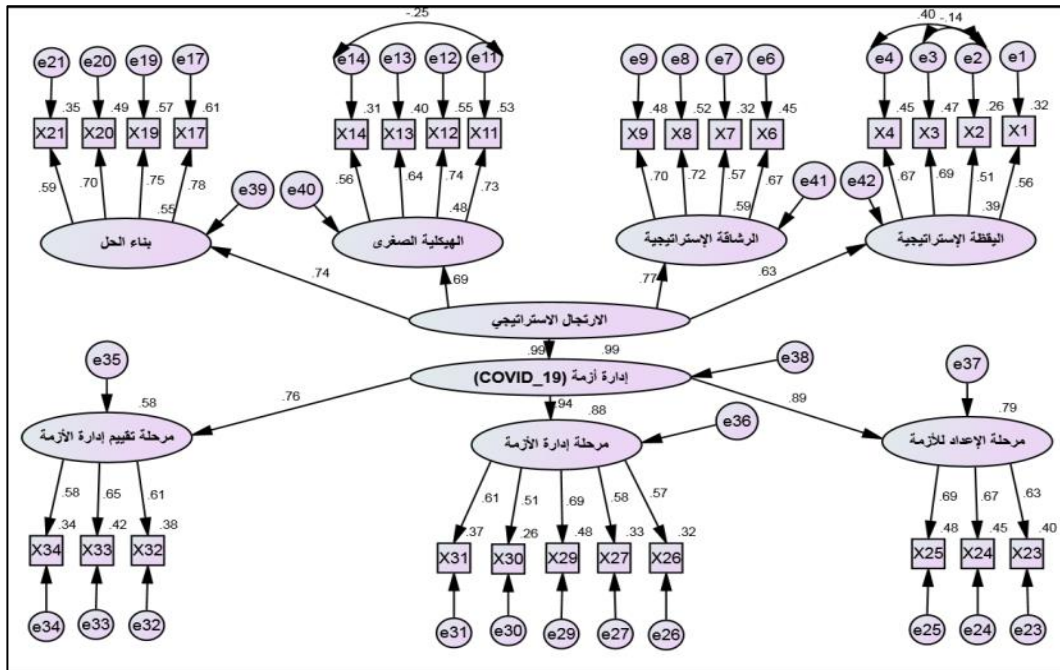 -.25
.40 -.14
e21 e20 e19 e17
e14 e13 e12 e11
e9 e8 e7 e6
e4 e3 e2 e1
.35 .49 .57 .61
.31 .40 .55 .53
.48 .52 .32 .45
.45 .47 .26 .32
X21 X20 X19 X17
X14 X13 X12 X11
X9 X8 X7 X6
X4 X3 X2 X1
.59 .70 .75 .78
.56 .64 .74 .73
.70 .72 .57 .67
.67 .69 .51 .56
e39 e40 e41 e42
.55 .48 .59 .39
بناء الحل
الهيكلية الصغرى
الرشاقة الإستراتيجية
اليقظة الإستراتيجية
.74 .69 .77 .63
الارتجال الاستراتيجي
.99 .99
إدارة أزمة (COVID_19)
e38
e35 e37
.76 .94 .88 .89
e36
.58 .79
مرحلة تقييم إدارة الأزمة
مرحلة إدارة الأزمة
مرحلة الإعداد للأزمة
.58 .65 .61
.61 .51 .69 .58 .57
.69 .67 .63
.34 .42 .38
.37 .26 .48 .33 .32
.48 .45 .40
X34 X33 X32
X31 X30 X29 X27 X26
X25 X24 X23
e34 e33 e32
e31 e30 e29 e27 e26
e25 e24 e23